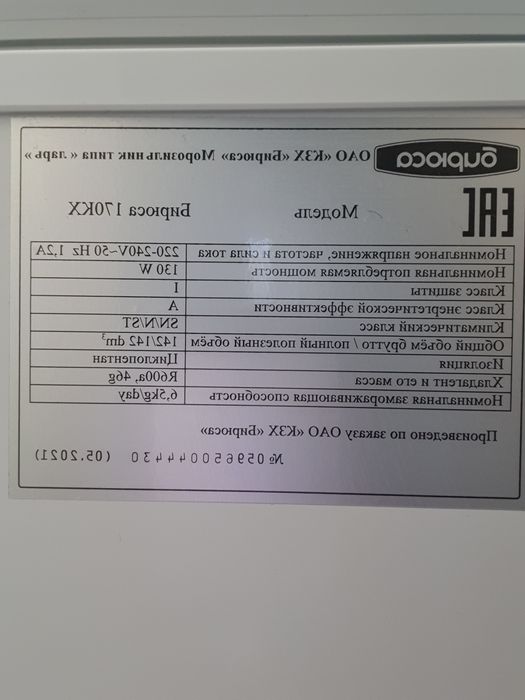 бирюса ОАО «КЗХ «Бирюса» Морозильник типа « ларь »
ЕАС Модель Бирюса 170КХ
Номинальное напряжение, частота и сила тока 220-240V~50 Hz 1,2A
Номинальная потребляемая мощность 130 W
Класс защиты I
Класс энергетической эффективности A
Климатический класс SN/N/ST
Общий объём брутто / полный полезный объём 142/142 dm³
Изоляция Циклопентан
Хладагент и его масса R600a, 46g
Номинальная замораживающая способность 6,5kg/day
Произведено по заказу ОАО «КЗХ «Бирюса»
№059650044430 (05.2021)